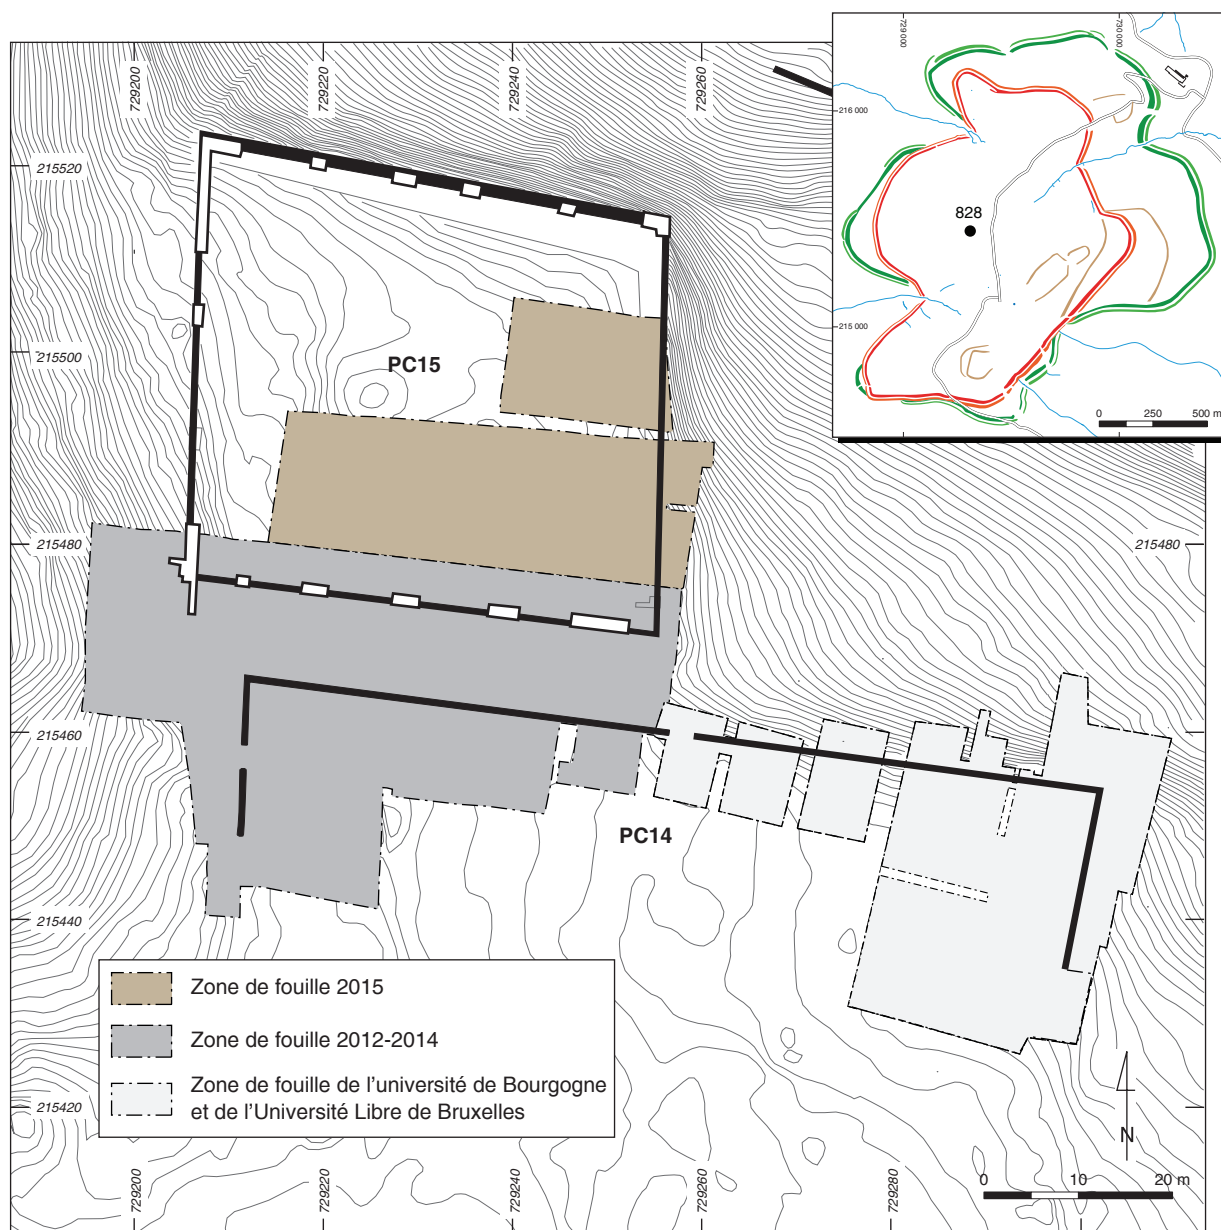 729200
729220
729240
729260
729 000
730 000
216 000
828
215 000
0 250 500 m
215520
215500
PC15
215480
215480
215460
PC14
215440
Zone de fouille 2015
Zone de fouille 2012-2014
Zone de fouille de l’université de Bourgogne
et de l’Université Libre de Bruxelles
215420
N
729200
729220
729240
729260
729280
0 10 20 m